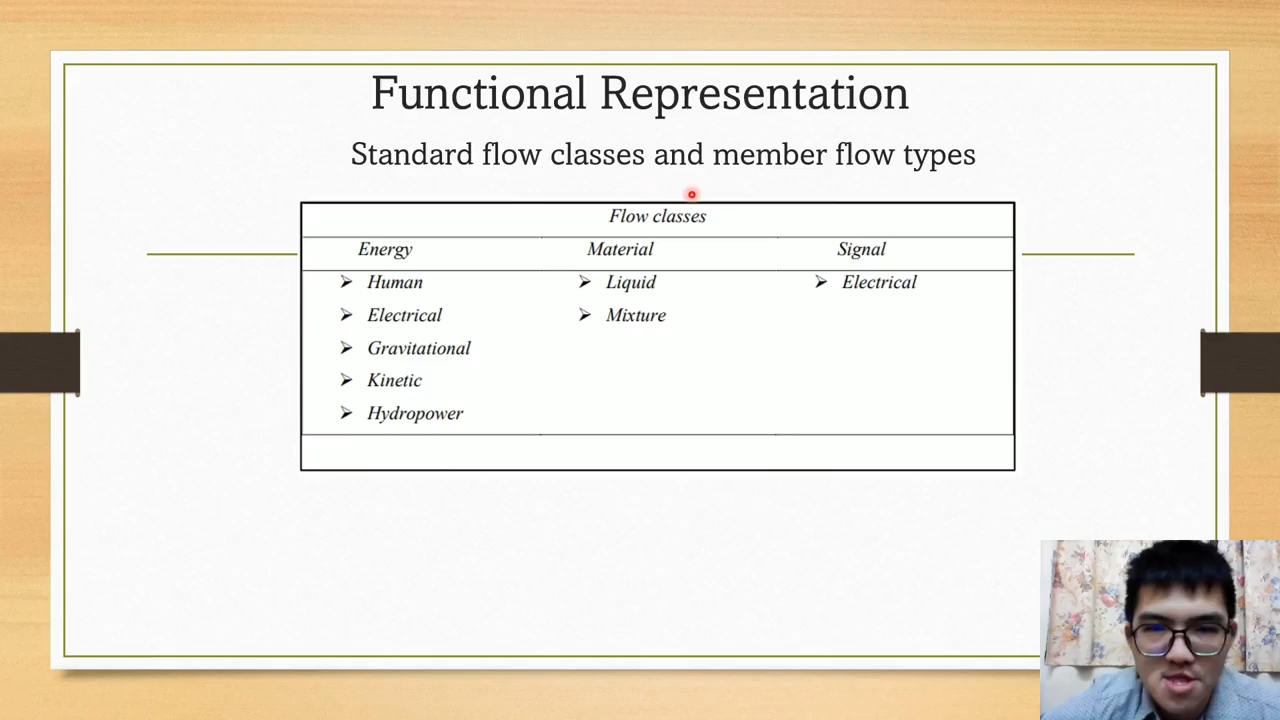 Functional Representation
Standard flow classes and member flow types
Flow classes
Energy Material Signal
➢ Human ➢ Liquid ➢ Electrical
➢ Electrical ➢ Mixture
➢ Gravitational
➢ Kinetic
➢ Hydropower